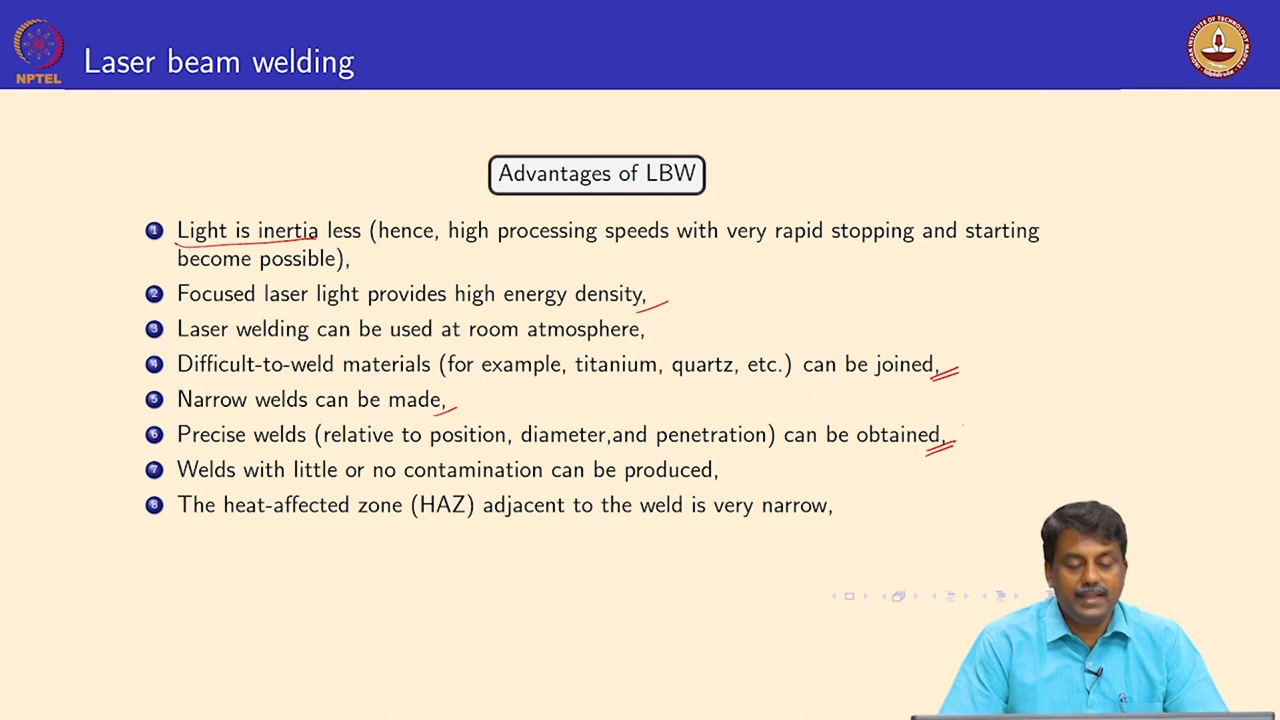 NPTEL
Laser beam welding
INDIAN INSTITUTE OF TECHNOLOGY MADRAS
Advantages of LBW
1 Light is inertia less (hence, high processing speeds with very rapid stopping and starting
become possible),
2 Focused laser light provides high energy density,
3 Laser welding can be used at room atmosphere,
4 Difficult-to-weld materials (for example, titanium, quartz, etc.) can be joined,
5 Narrow welds can be made,
6 Precise welds (relative to position, diameter,and penetration) can be obtained,
7 Welds with little or no contamination can be produced,
8 The heat-affected zone (HAZ) adjacent to the weld is very narrow,